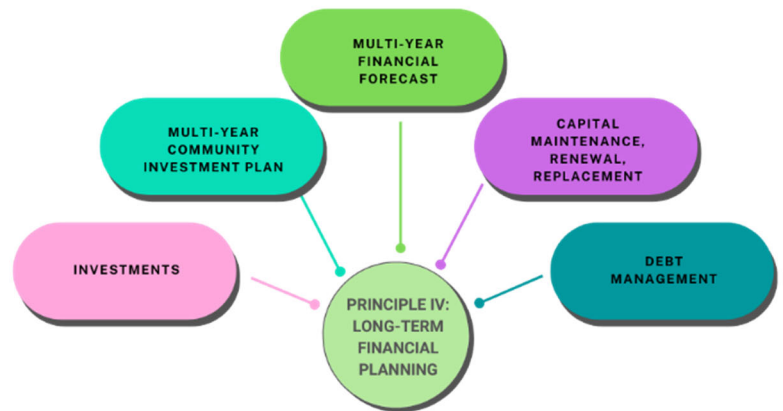 MULTI-YEAR
FINANCIAL
FORECAST
MULTI-YEAR
COMMUNITY
INVESTMENT PLAN
CAPITAL
MAINTENANCE,
RENEWAL,
REPLACEMENT
INVESTMENTS
DEBT
MANAGEMENT
PRINCIPLE IV:
LONG-TERM
FINANCIAL
PLANNING